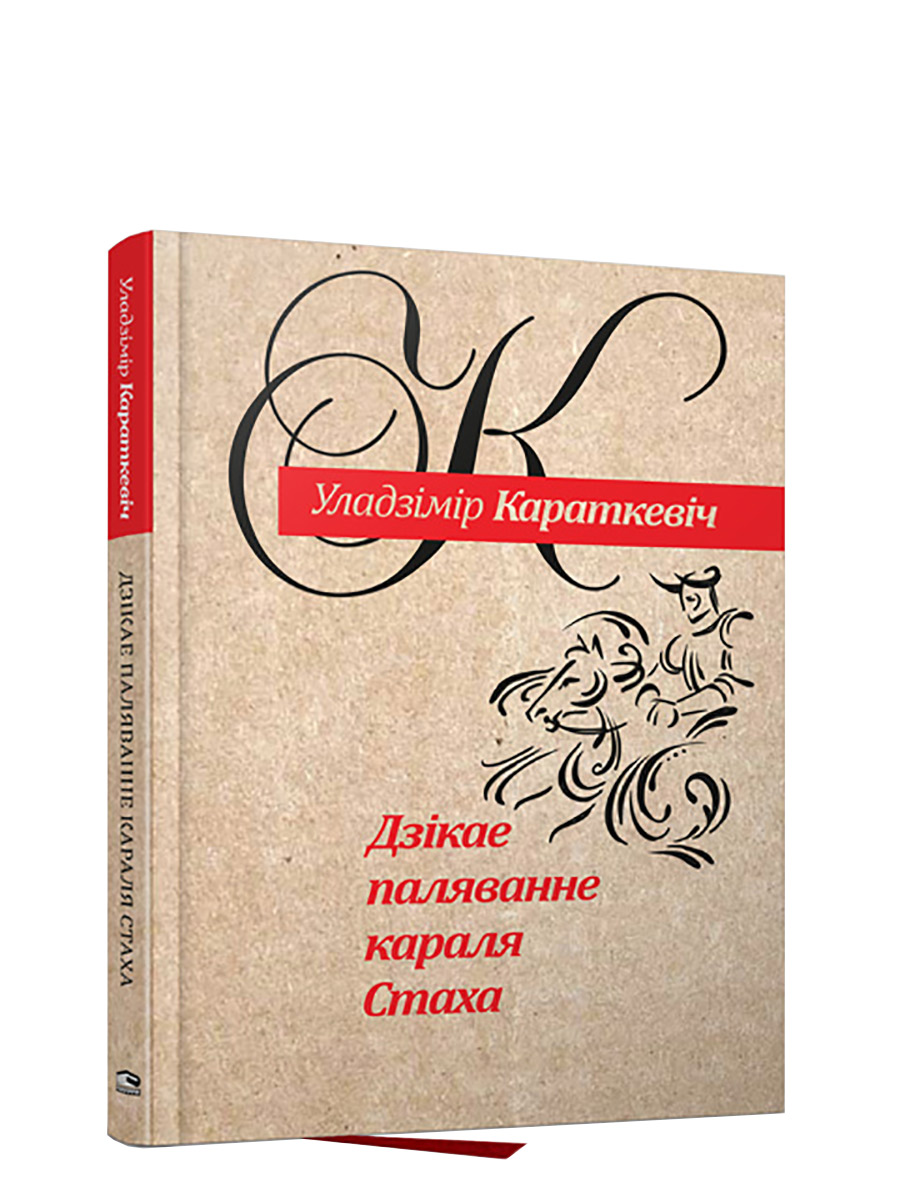 Уладзімір Караткевіч
ДЗІКАЕ ПАЛЯВАННЕ КАРАЛЯ СТАХА
К
Уладзімір Караткевіч
Дзікае
паляванне
караля
Стаха